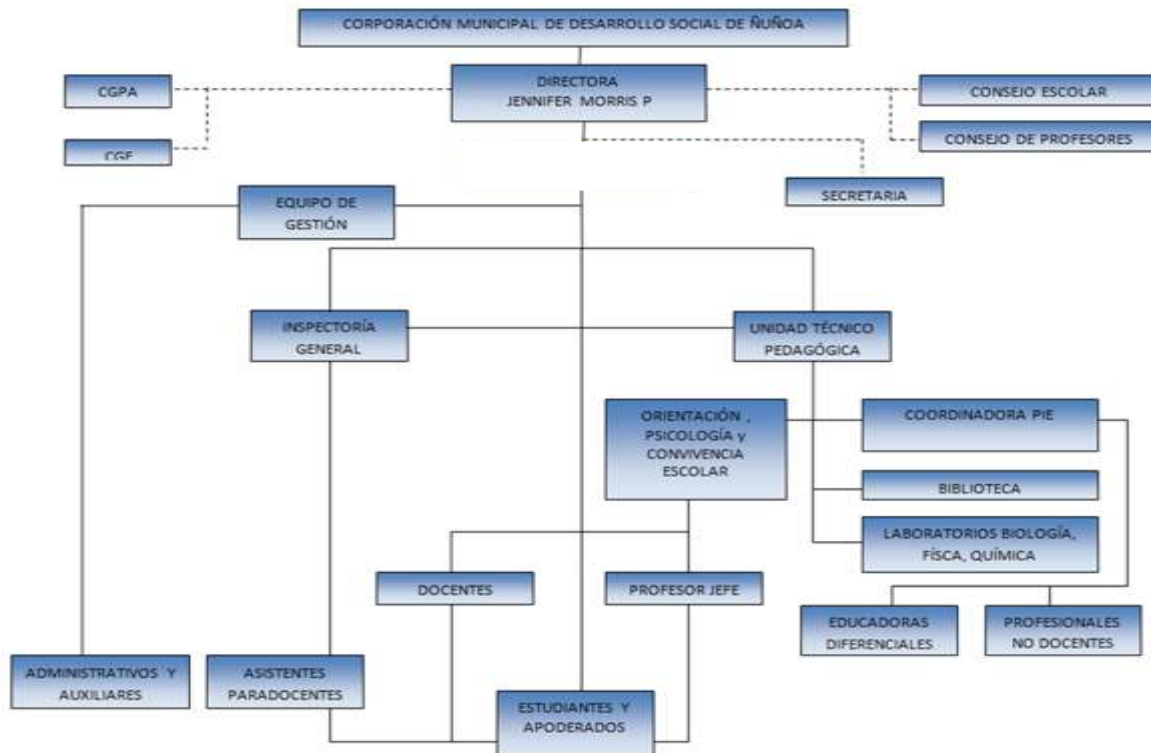 CORPORACIÓN MUNICIPAL DE DESARROLLO SOCIAL DE ÑUÑOA
DIRECTORA
JENNIFER MORRIS P
CGPA
CONSEJO ESCOLAR
CONSEJO DE PROFESORES
SECRETARIA
EQUIPO DE
GESTIÓN
INSPECTORÍA
GENERAL
UNIDAD TÉCNICO
PEDAGÓGICA
ORIENTACIÓN ,
PSICOLOGÍA y
CONVIVENCIA
ESCOLAR
COORDINADORA PIE
BIBLIOTECA
LABORATORIOS BIOLOGÍA,
FÍSCA, QUÍMICA
DOCENTES
PROFESOR JEFE
EDUCADORAS
DIFERENCIALES
PROFESIONALES
NO DOCENTES
ADMINISTRATIVOS Y
AUXILIARES
ASISTENTES
PARADOCENTES
ESTUDIANTES Y
APODERADOS